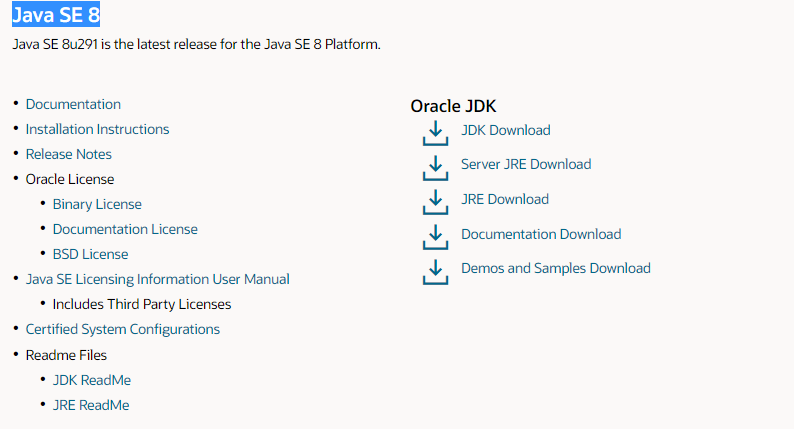 Java SE 8
Java SE 8u291 is the latest release for the Java SE 8 Platform.
Documentation
Installation Instructions
Release Notes
Oracle License
Binary License
Documentation License
BSD License
Java SE Licensing Information User Manual
Includes Third Party Licenses
Certified System Configurations
Readme Files
JDK ReadMe
JRE ReadMe
Oracle JDK
JDK Download
Server JRE Download
JRE Download
Documentation Download
Demos and Samples Download